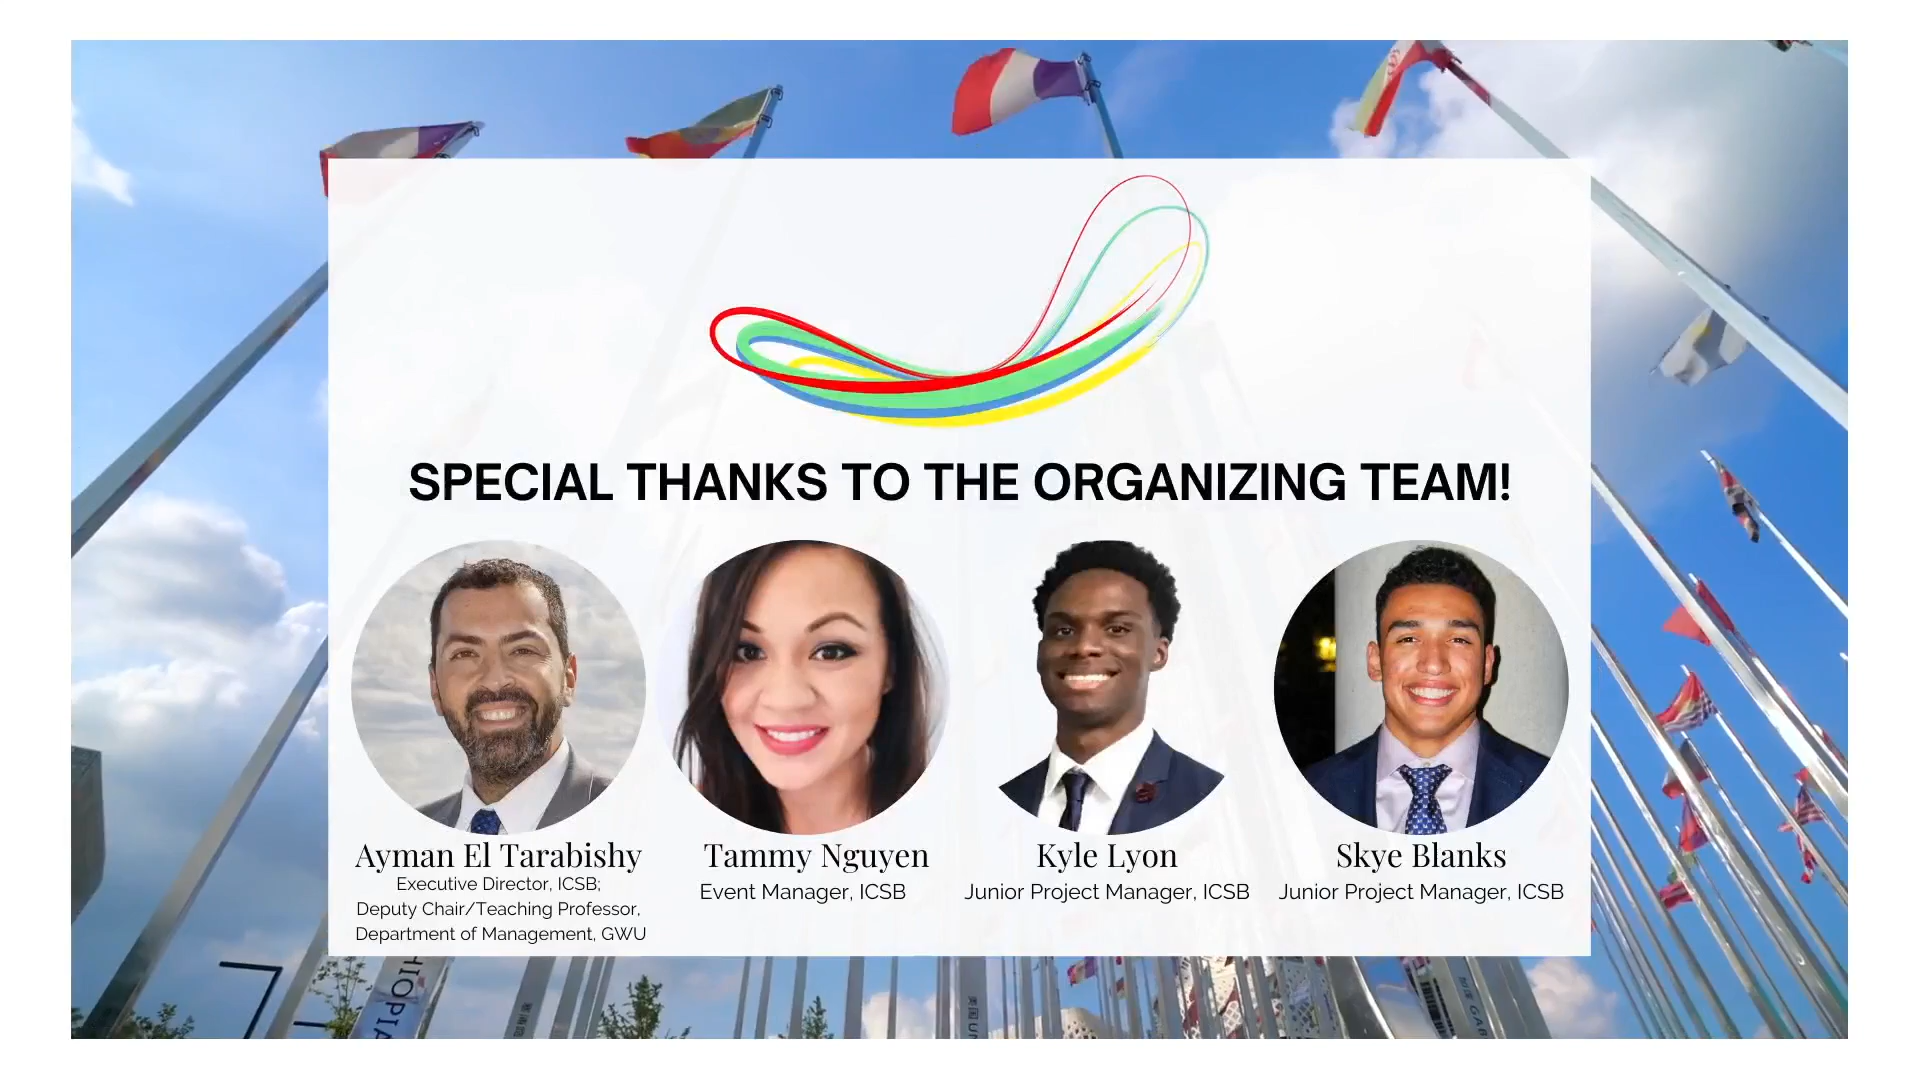 SPECIAL THANKS TO THE ORGANIZING TEAM!
Ayman El Tarabishy
Executive Director, ICSB;
Deputy Chair/Teaching Professor,
Department of Management, GWU
Tammy Nguyen
Event Manager, ICSB
Kyle Lyon
Junior Project Manager, ICSB
Skye Blanks
Junior Project Manager, ICSB
HIOPIA